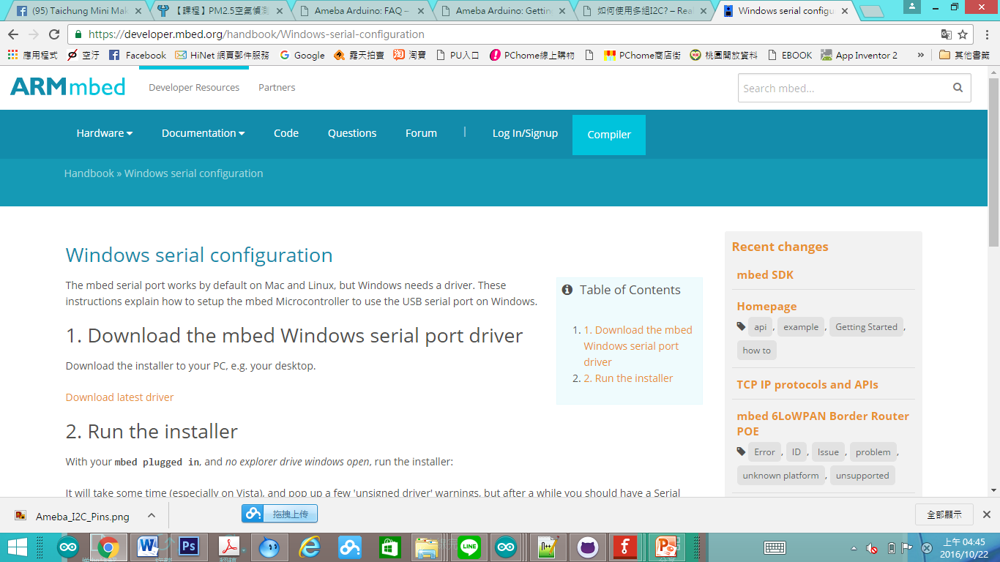 (95) Taichung Mini Mak
【課程】PM2.5空氣偵測
Ameba Arduino: FAQ –
Ameba Arduino: Gettin
如何使用多組I2C? – Real
Windows serial configu
https://developer.mbed.org/handbook/Windows-serial-configuration
應用程式 空汙 Facebook HiNet 網頁郵件服務 Google 露天拍賣 淘寶 PU入口 PChome線上購物 PChome商店街 桃園開放資料 EBOOK App Inventor 2 » 其他書籤
ARMmbed Developer Resources Partners Search mbed...
Hardware Documentation Code Questions Forum | Log In/Signup Compiler
Handbook » Windows serial configuration
Windows serial configuration
The mbed serial port works by default on Mac and Linux, but Windows needs a driver. These
instructions explain how to setup the mbed Microcontroller to use the USB serial port on Windows.
1. Download the mbed Windows serial port driver
Download the installer to your PC, e.g. your desktop.
Download latest driver
2. Run the installer
With your mbed plugged in, and no explorer drive windows open, run the installer:
It will take some time (especially on Vista), and pop up a few 'unsigned driver' warnings, but after a while you should have a Serial
Table of Contents
1. 1. Download the mbed
Windows serial port
driver
2. 2. Run the installer
Recent changes
mbed SDK
Homepage
api , example , Getting Started ,
how to
TCP IP protocols and APIs
mbed 6LoWPAN Border Router
POE
Error , ID , Issue , problem ,
unknown platform , unsupported
Ameba_I2C_Pins.png 拖拽上传 全部顯示
上午 04:45
2016/10/22